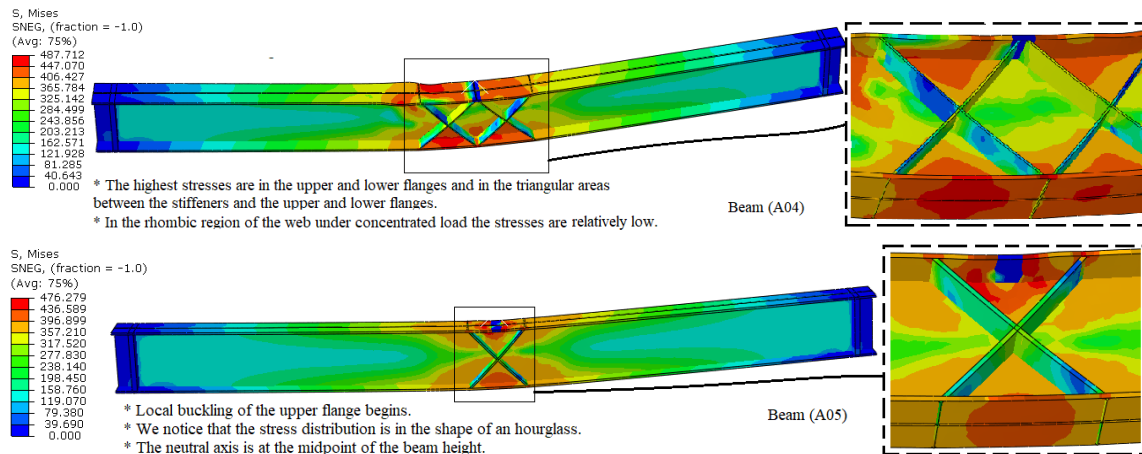 S, Mises
SNEG, (fraction = -1.0)
(Avg: 75%)
487.712
447.070
406.427
365.784
325.142
284.499
243.856
203.213
162.571
121.928
81.285
40.643
0.000
* The highest stresses are in the upper and lower flanges and in the triangular areas
between the stiffeners and the upper and lower flanges.
* In the rhombic region of the web under concentrated load the stresses are relatively low.
Beam (A04)
S, Mises
SNEG, (fraction = -1.0)
(Avg: 75%)
476.279
436.589
396.899
357.210
317.520
277.830
238.140
198.450
158.760
119.070
79.380
39.690
0.000
* Local buckling of the upper flange begins.
* We notice that the stress distribution is in the shape of an hourglass.
* The neutral axis is at the midpoint of the beam height.
Beam (A05)